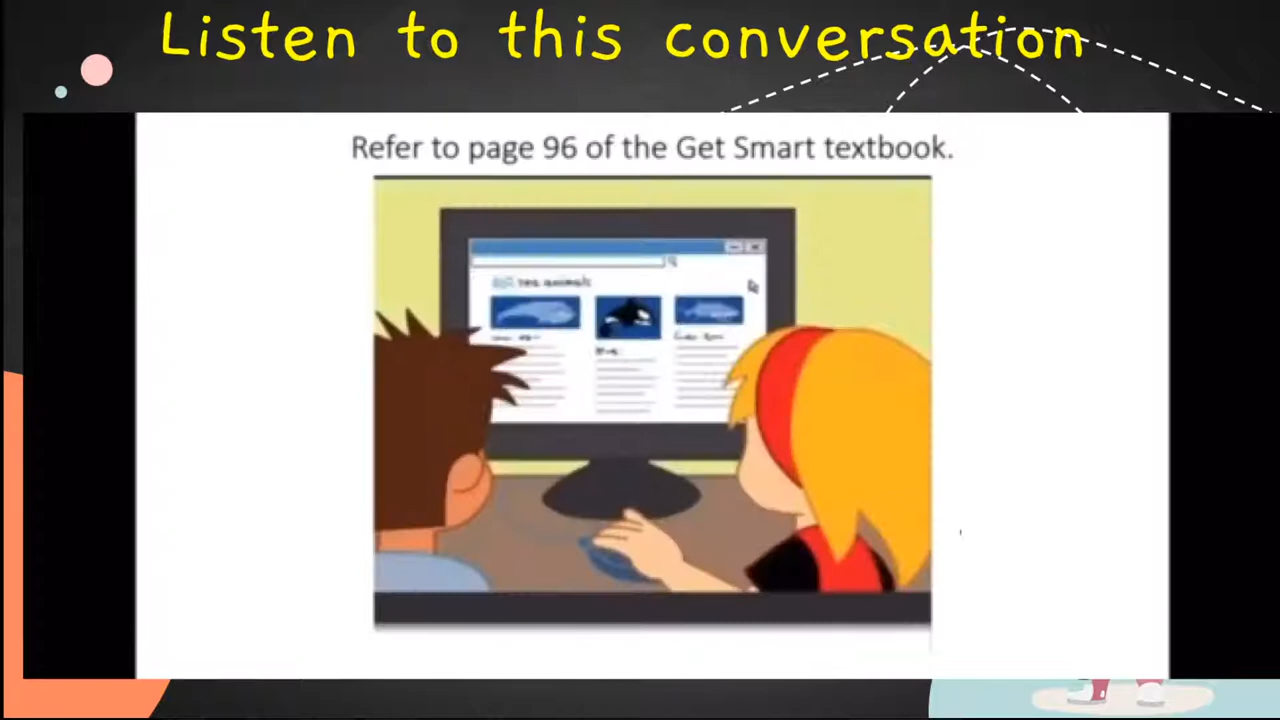 Listen to this conversation
Refer to page 96 of the Get Smart textbook.
sea animals